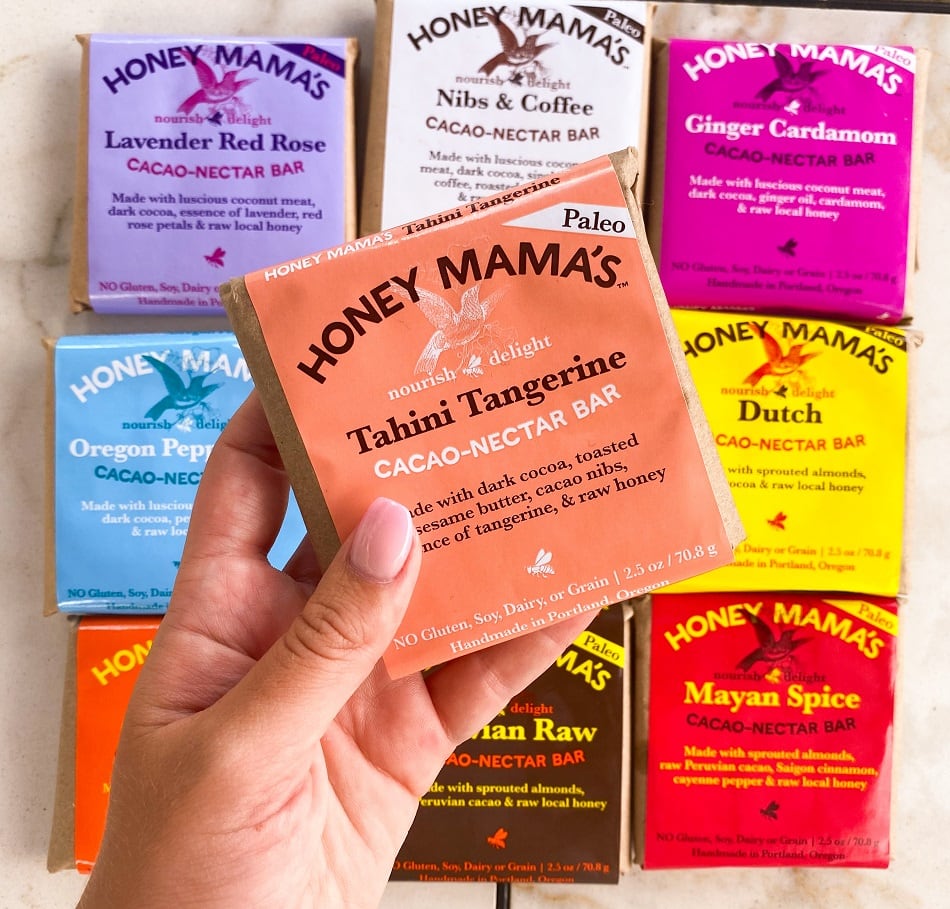 HONEY MAMA'S
Paleo
nourish delight
Lavender Red Rose
CACAO-NECTAR BAR
Made with luscious coconut meat,
dark cocoa, essence of lavender, red
rose petals & raw local honey
NO Gluten, Soy, Dairy o
Handmade in P
HONEY MAMA'S
Paleo
nourish delight
Nibs & Coffee
CACAO-NECTAR BAR
Made with luscious
meat, dark cocoa,
coffee,
HONEY MAMA'S
Paleo
nourish delight
Ginger Cardamom
CACAO-NECTAR BAR
Made with luscious coconut meat,
dark cocoa, ginger oil, cardamom,
& raw local honey
NO Gluten, Soy, Dairy or Grain | 2.5 oz / 70.8 g
Handmade in Portland, Oregon
HONEY MAMA'S Tahini Tangerine
Paleo
HONEY MAMA'S™
nourish delight
Tahini Tangerine
CACAO-NECTAR BAR
ade with dark cocoa, toasted
sesame butter, cacao nibs,
nce of tangerine, & raw honey
NO Gluten, Soy, Dairy, or Grain | 2.5 oz / 70.8 g
Handmade in Portland, Oregon
HONEY MAM
nourish deli
Oregon Pepp
CACAO-NECT
Made with
dark cocoa,
& raw
NO Gluten, Soy,
Handmade
HONEY MAMA'S
Paleo
nourish delight
Dutch
CACAO-NECTAR BAR
with sprouted almonds,
ocoa & raw local honey
Dairy or Grain | 2.5 oz / 70.8 g
made in Portland, Oregon
HON
Paleo
MAMA'S
delight
vian Raw
CACAO-NECTAR BAR
de with sprouted almonds,
eruvian cacao & raw local honey
O Gluten, Soy, Dairy or Grain | 2.5 oz / 70.8 g
Handmade in Portland, Oregon
HONEY MAMA'S
Paleo
nourish delight
Mayan Spice
CACAO-NECTAR BAR
Made with sprouted almonds,
raw Peruvian cacao, Saigon cinnamon,
cayenne pepper & raw local honey
NO Gluten, Soy, Dairy or Grain | 2.5 oz / 70.8 g
Handmade in Portland, Oregon